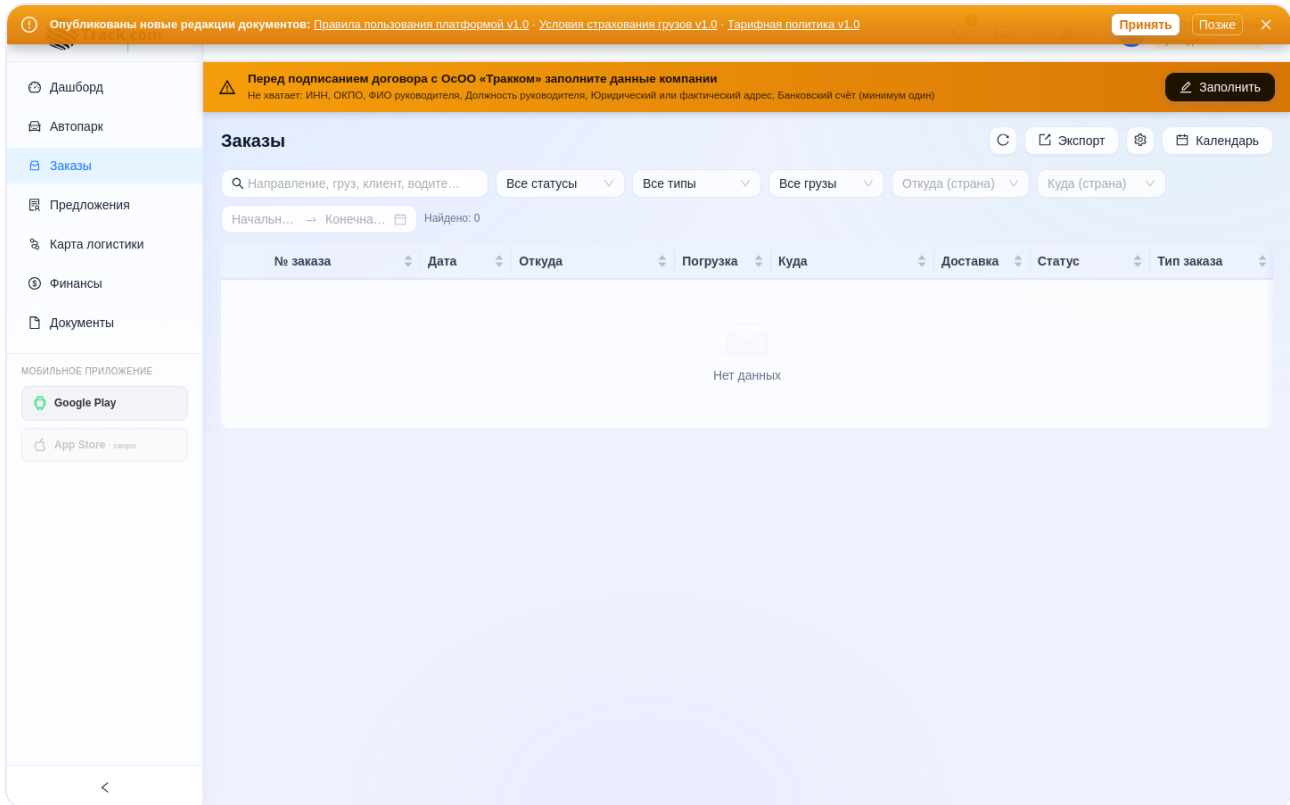 Опубликованы новые редакции документов: Правила пользования платформой v1.0 · Условия страхования грузов v1.0 · Тарифная политика v1.0 Принять Позже
Track com
Перед подписанием договора с ОсОО «Тракком» заполните данные компании
Не хватает: ИНН, ОКПО, ФИО руководителя, Должность руководителя, Юридический или фактический адрес, Банковский счёт (минимум один)
Заполнить
Дашборд
Автопарк
Заказы
Предложения
Карта логистики
Финансы
Документы
МОБИЛЬНОЕ ПРИЛОЖЕНИЕ
Google Play
App Store · скоро
Заказы
Экспорт
Календарь
Направление, груз, клиент, водите… Все статусы Все типы Все грузы Откуда (страна) Куда (страна)
Начальн… Конечна… Найдено: 0
№ заказа Дата Откуда Погрузка Куда Доставка Статус Тип заказа
Нет данных